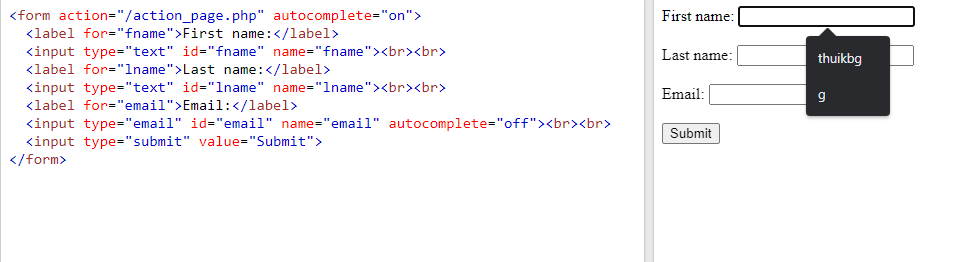 <form action="/action_page.php" autocomplete="on">
<label for="fname">First name:</label>
<input type="text" id="fname" name="fname"><br><br>
<label for="lname">Last name:</label>
<input type="text" id="lname" name="lname"><br><br>
<label for="email">Email:</label>
<input type="email" id="email" name="email" autocomplete="off"><br><br>
<input type="submit" value="Submit">
</form>
First name:
thuikbg
g
Last name:
Email:
Submit